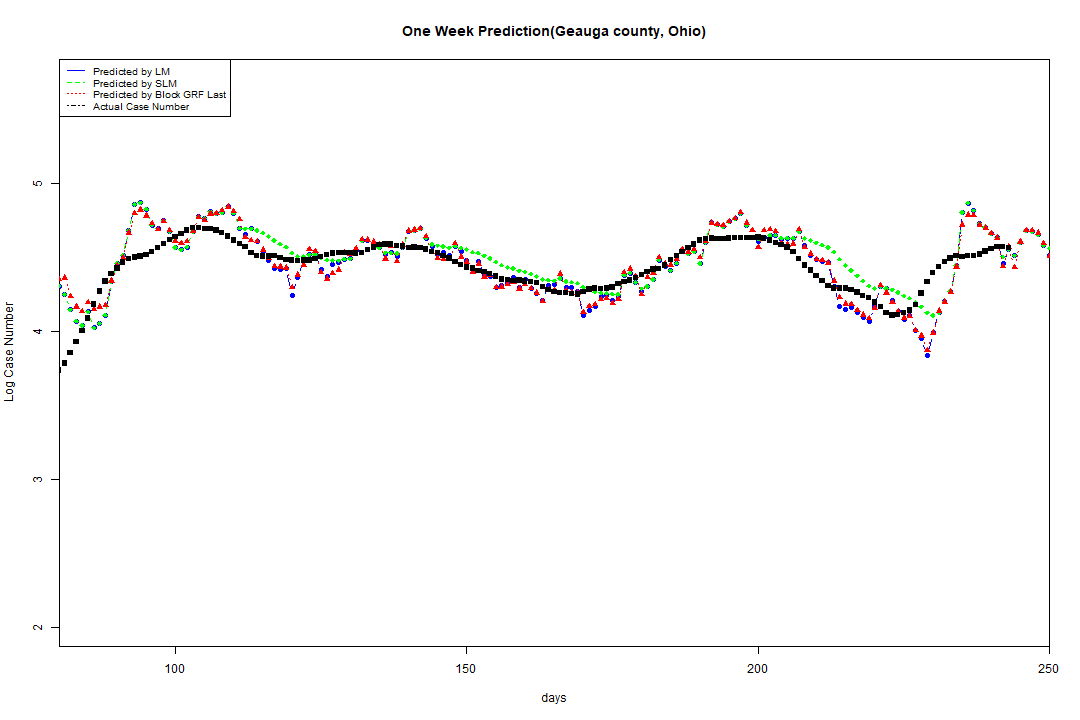 One Week Prediction(Geauga county, Ohio)
Predicted by LM
Predicted by SLM
Predicted by Block GRF Last
Actual Case Number
5
4
3
2
Log Case Number
100 150 200 250
days